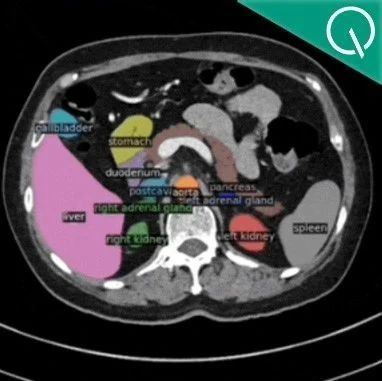 gallbladder
stomach
duodenum
pancreas
postcava
aorta
left adrenal gland
right adrenal gland
liver
right kidney
left kidney
spleen